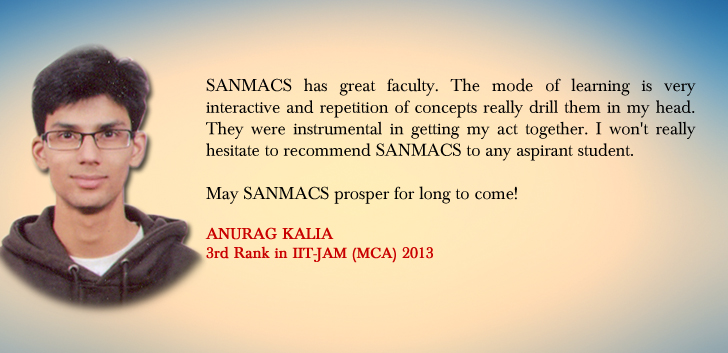 SANMACS has great faculty. The mode of learning is very
interactive and repetition of concepts really drill them in my head.
They were instrumental in getting my act together. I won't really
hesitate to recommend SANMACS to any aspirant student.
May SANMACS prosper for long to come!
ANURAG KALIA
3rd Rank in IIT-JAM (MCA) 2013